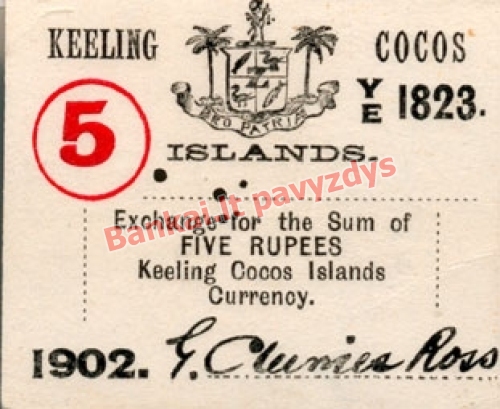 KEELING COCOS
5 YE 1823.
PRO PATRIA
ISLANDS.
Bankai.lt pavyzdys
Exchange for the Sum of
FIVE RUPEES
Keeling Cocos Islands
Currency.
1902. G. Clunies Ross